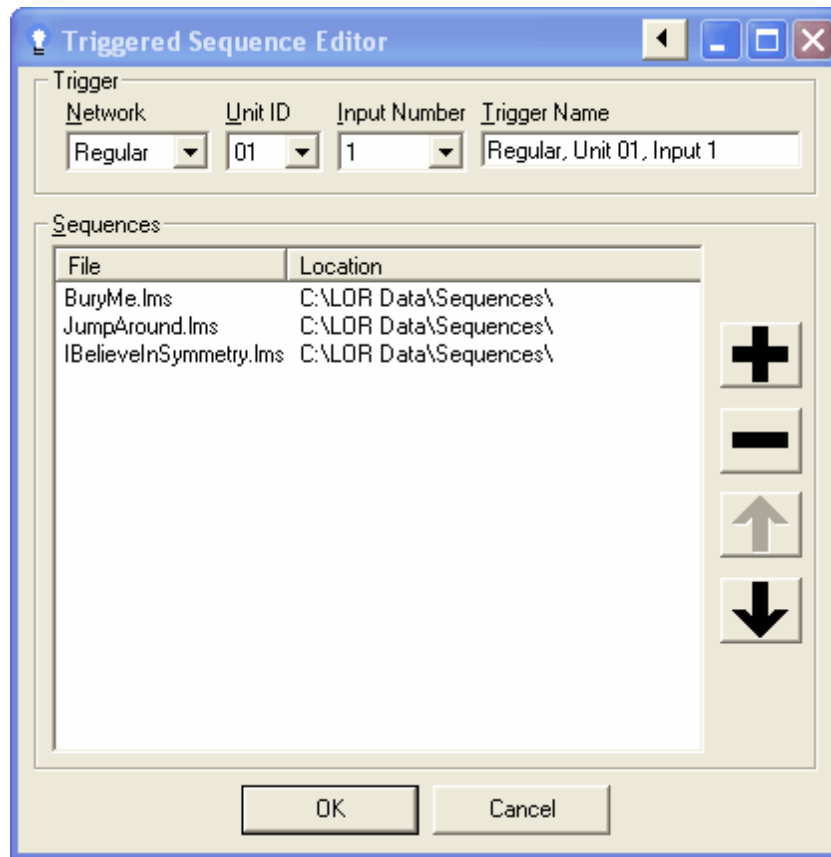 Triggered Sequence Editor
Trigger
Network Unit ID Input Number Trigger Name
Regular 01 1 Regular, Unit 01, Input 1
Sequences
File Location
BuryMe.lms C:\LOR Data\Sequences\
JumpAround.lms C:\LOR Data\Sequences\
IBelieveInSymmetry.lms C:\LOR Data\Sequences\
OK Cancel